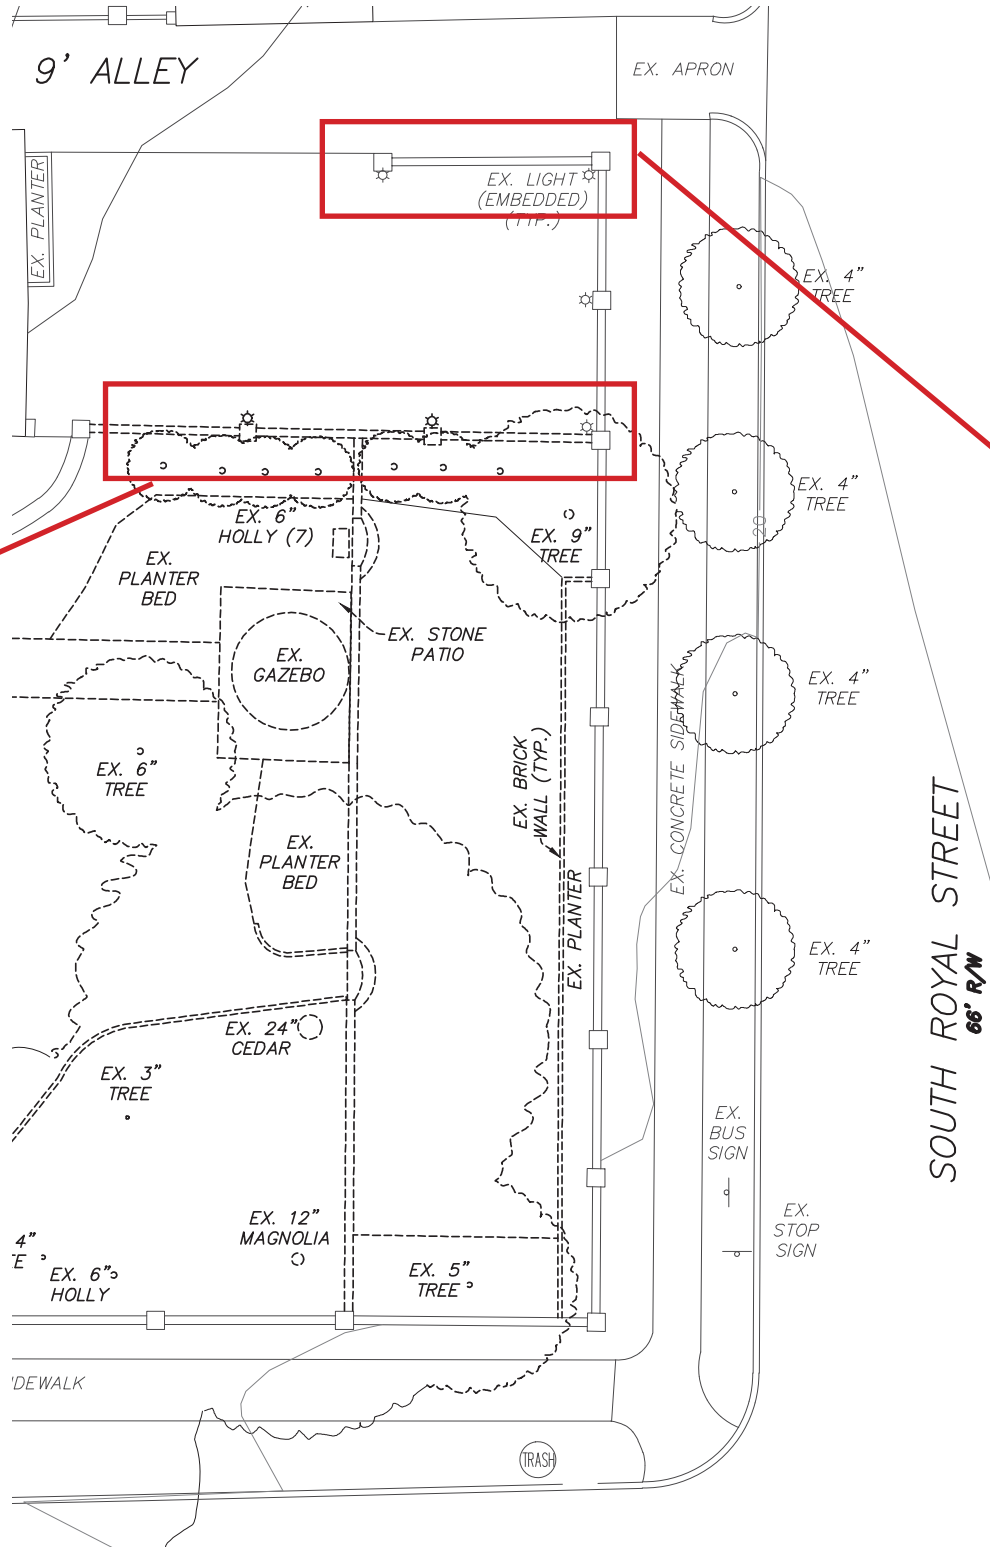 9' ALLEY
EX. APRON
EX. PLANTER
EX. LIGHT
(EMBEDDED)
(TYP.)
EX. 4"
TREE
EX. 4"
TREE
20
EX. 6"
HOLLY (7)
EX. 9"
TREE
EX.
PLANTER
BED
EX. STONE
PATIO
EX.
GAZEBO
EX. 4"
TREE
EX. CONCRETE SIDEWALK
EX. BRICK
WALL (TYP.)
EX. 6"
TREE
EX.
PLANTER
BED
EX. PLANTER
SOUTH ROYAL STREET
66' R/W
EX. 4"
TREE
EX. 24"
CEDAR
EX. 3"
TREE
EX.
BUS
SIGN
EX.
STOP
SIGN
EX. 12"
MAGNOLIA
4"
E
EX. 6"
HOLLY
EX. 5"
TREE
DEWALK
TRASH